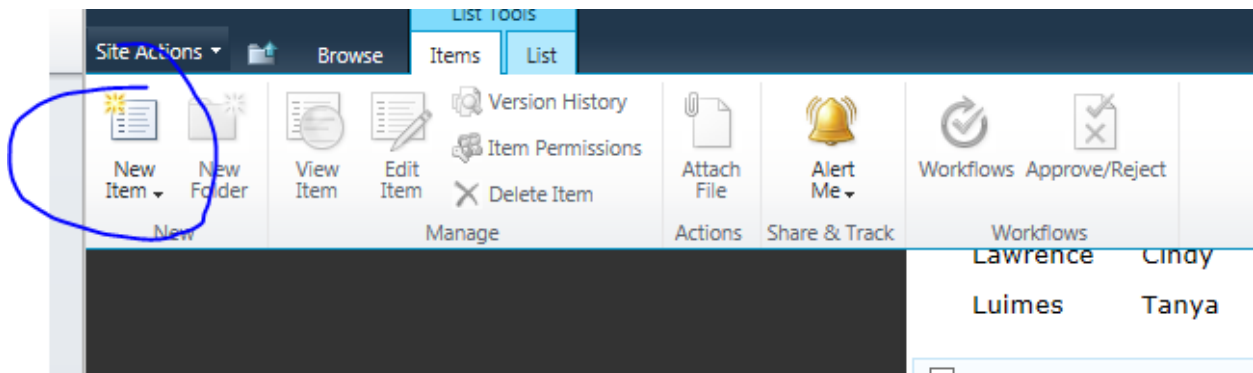 List Tools
Site Actions Browse Items List
Version History
Item Permissions
Delete Item
New Item
New Folder
View Item
Edit Item
Attach File
Alert Me
Workflows
Approve/Reject
New Manage Actions Share & Track Workflows
Lawrence Cindy
Luimes Tanya